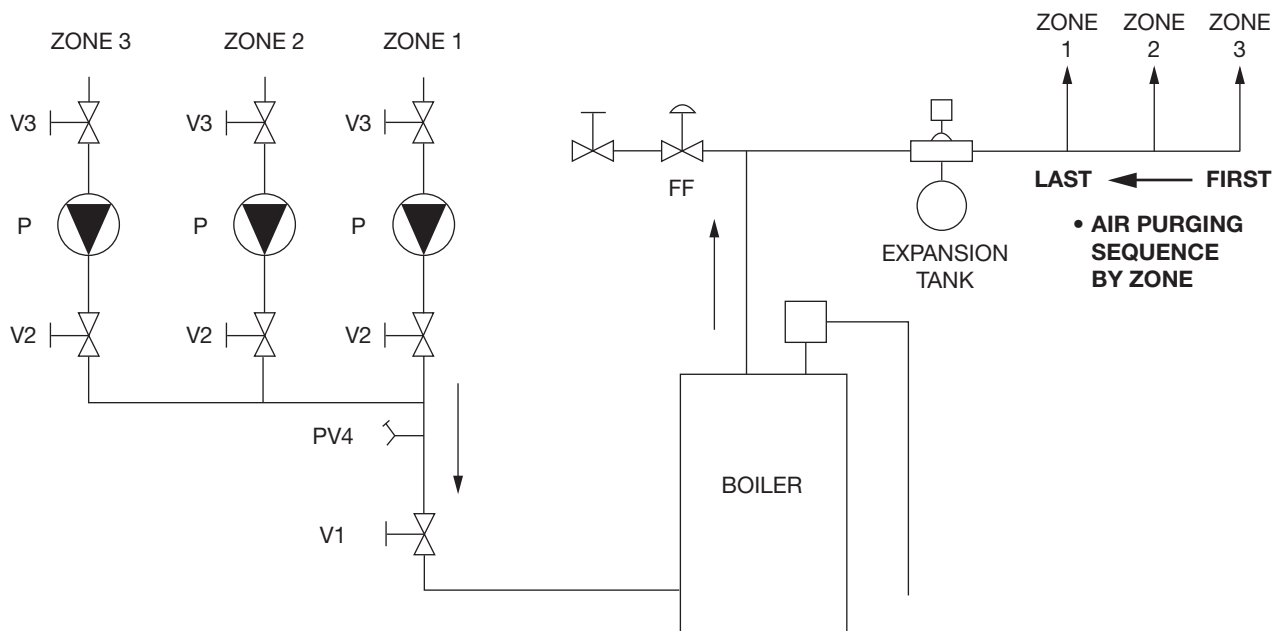 ZONE 3
ZONE 2
ZONE 1
ZONE
1
ZONE
2
ZONE
3
V3
V3
V3
FF
LAST
FIRST
P
P
P
• AIR PURGING
SEQUENCE
BY ZONE
EXPANSION
TANK
V2
V2
V2
PV4
BOILER
V1